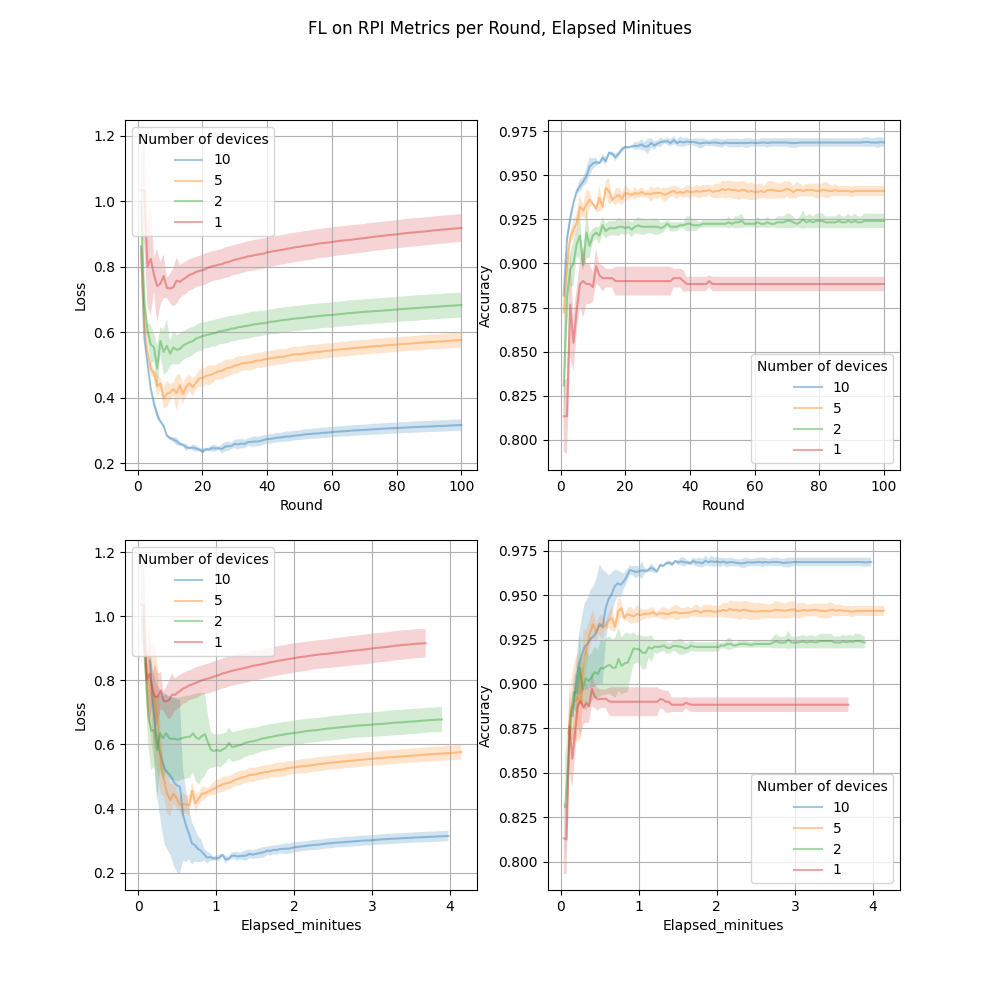 FL on RPI Metrics per Round, Elapsed Minitues
1.2
1.0
0.8
0.6
0.4
0.2
Loss
Number of devices
10
5
2
1
0 20 40 60 80 100
Round
0.975
0.950
0.925
0.900
0.875
0.850
0.825
0.800
Accuracy
Number of devices
10
5
2
1
0 20 40 60 80 100
Round
1.2
1.0
0.8
0.6
0.4
0.2
Loss
Number of devices
10
5
2
1
0 1 2 3 4
Elapsed_minitues
0.975
0.950
0.925
0.900
0.875
0.850
0.825
0.800
Accuracy
Number of devices
10
5
2
1
0 1 2 3 4
Elapsed_minitues